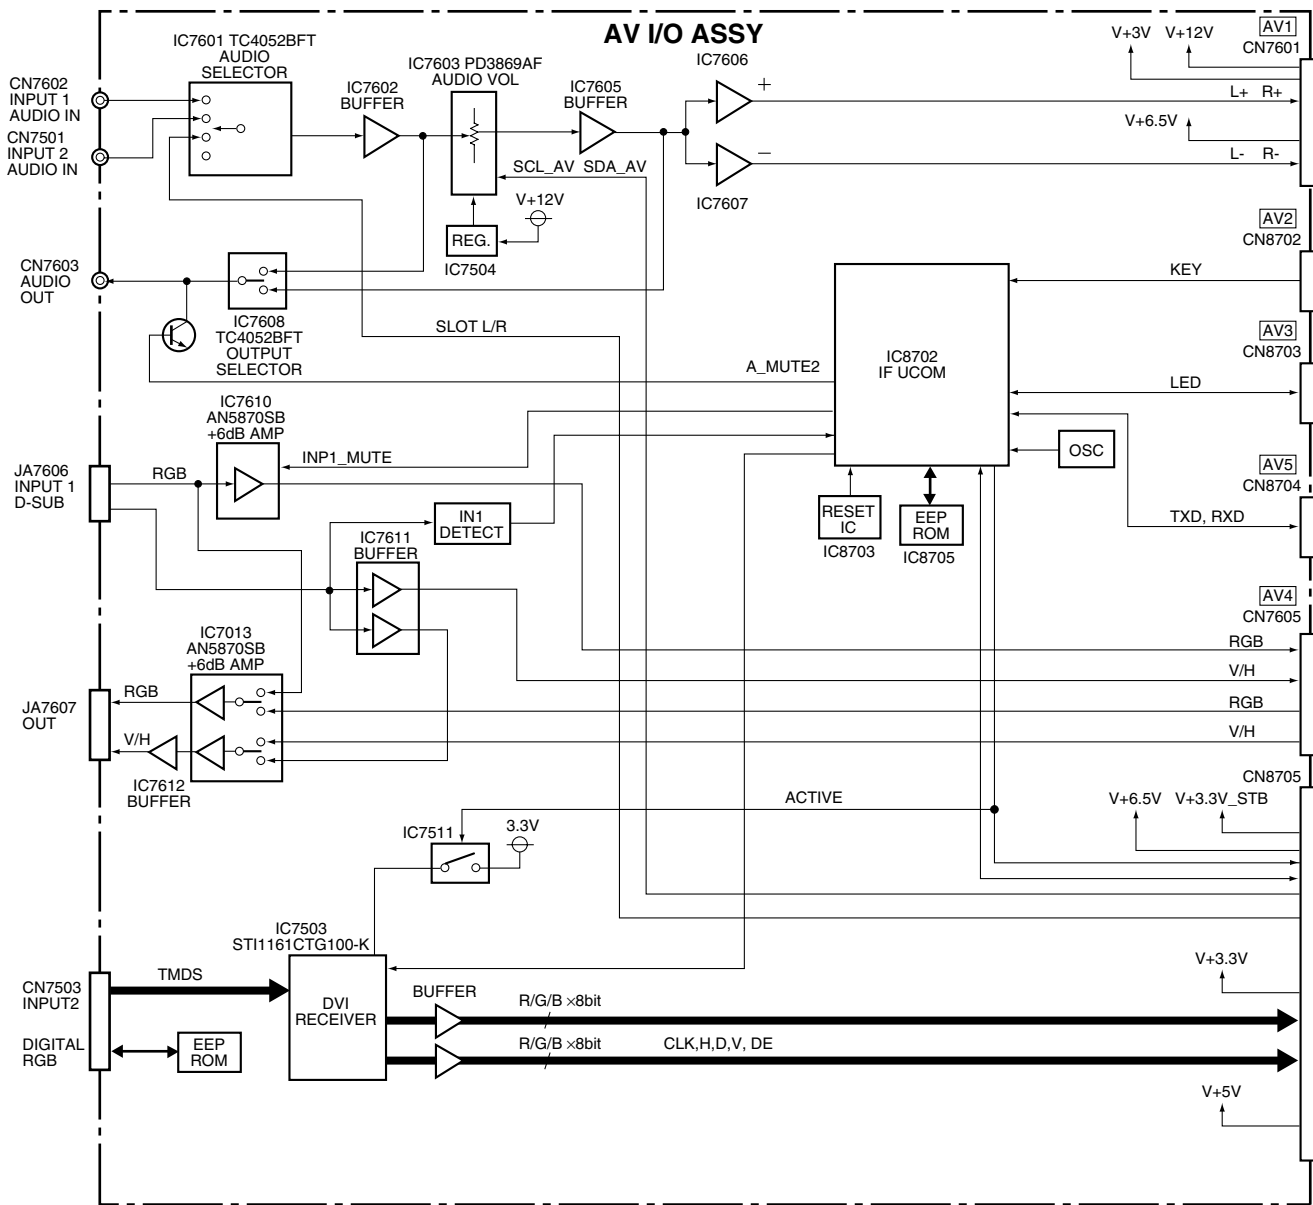 AV I/O ASSY
IC7601 TC4052BFT
AUDIO
SELECTOR
CN7602
INPUT 1
AUDIO IN
CN7501
INPUT 2
AUDIO IN
IC7602
BUFFER
IC7603 PD3869AF
AUDIO VOL
IC7605
BUFFER
IC7606
+
−
IC7607
V+3V
V+12V
AV1
CN7601
L+ R+
V+6.5V
L- R-
SCL_AV SDA_AV
V+12V
REG.
IC7504
AV2
CN8702
KEY
CN7603
AUDIO
OUT
IC7608
TC4052BFT
OUTPUT
SELECTOR
SLOT L/R
A_MUTE2
IC8702
IF UCOM
AV3
CN8703
LED
IC7610
AN5870SB
+6dB AMP
INP1_MUTE
JA7606
INPUT 1
D-SUB
RGB
OSC
AV5
CN8704
TXD, RXD
IN1
DETECT
RESET
IC
IC8703
EEP
ROM
IC8705
IC7611
BUFFER
AV4
CN7605
RGB
V/H
RGB
V/H
IC7013
AN5870SB
+6dB AMP
JA7607
OUT
RGB
V/H
IC7612
BUFFER
CN8705
ACTIVE
V+6.5V
V+3.3V_STB
IC7511
3.3V
IC7503
STI1161CTG100-K
V+3.3V
CN7503
INPUT2
TMDS
DVI
RECEIVER
BUFFER
R/G/B ×8bit
R/G/B ×8bit
CLK,H,D,V, DE
DIGITAL
RGB
EEP
ROM
V+5V